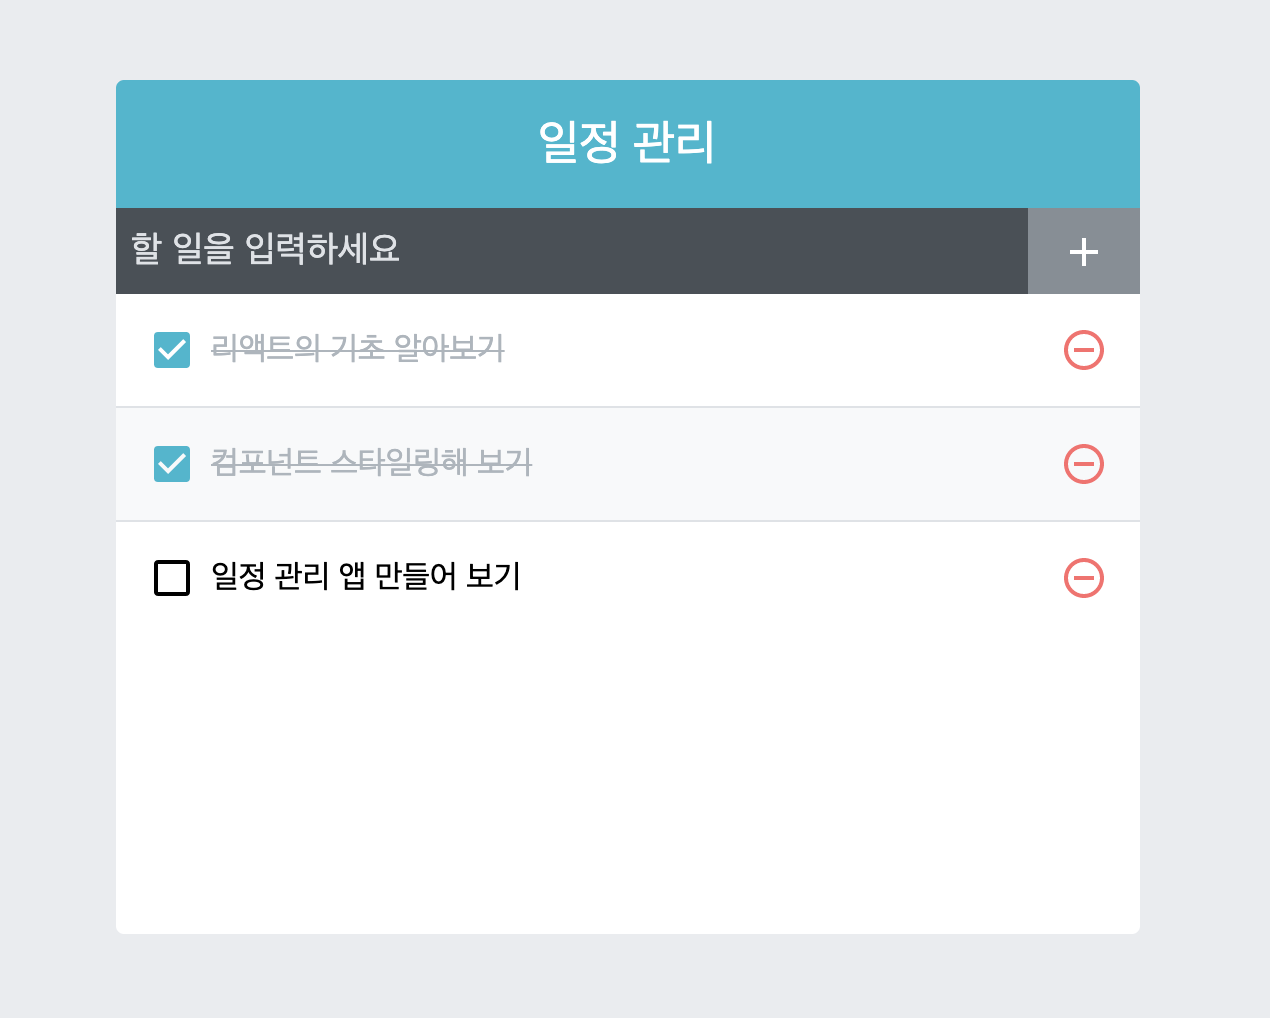 일정 관리
할 일을 입력하세요
리액트의 기초 알아보기
컴포넌트 스타일링해 보기
일정 관리 앱 만들어 보기